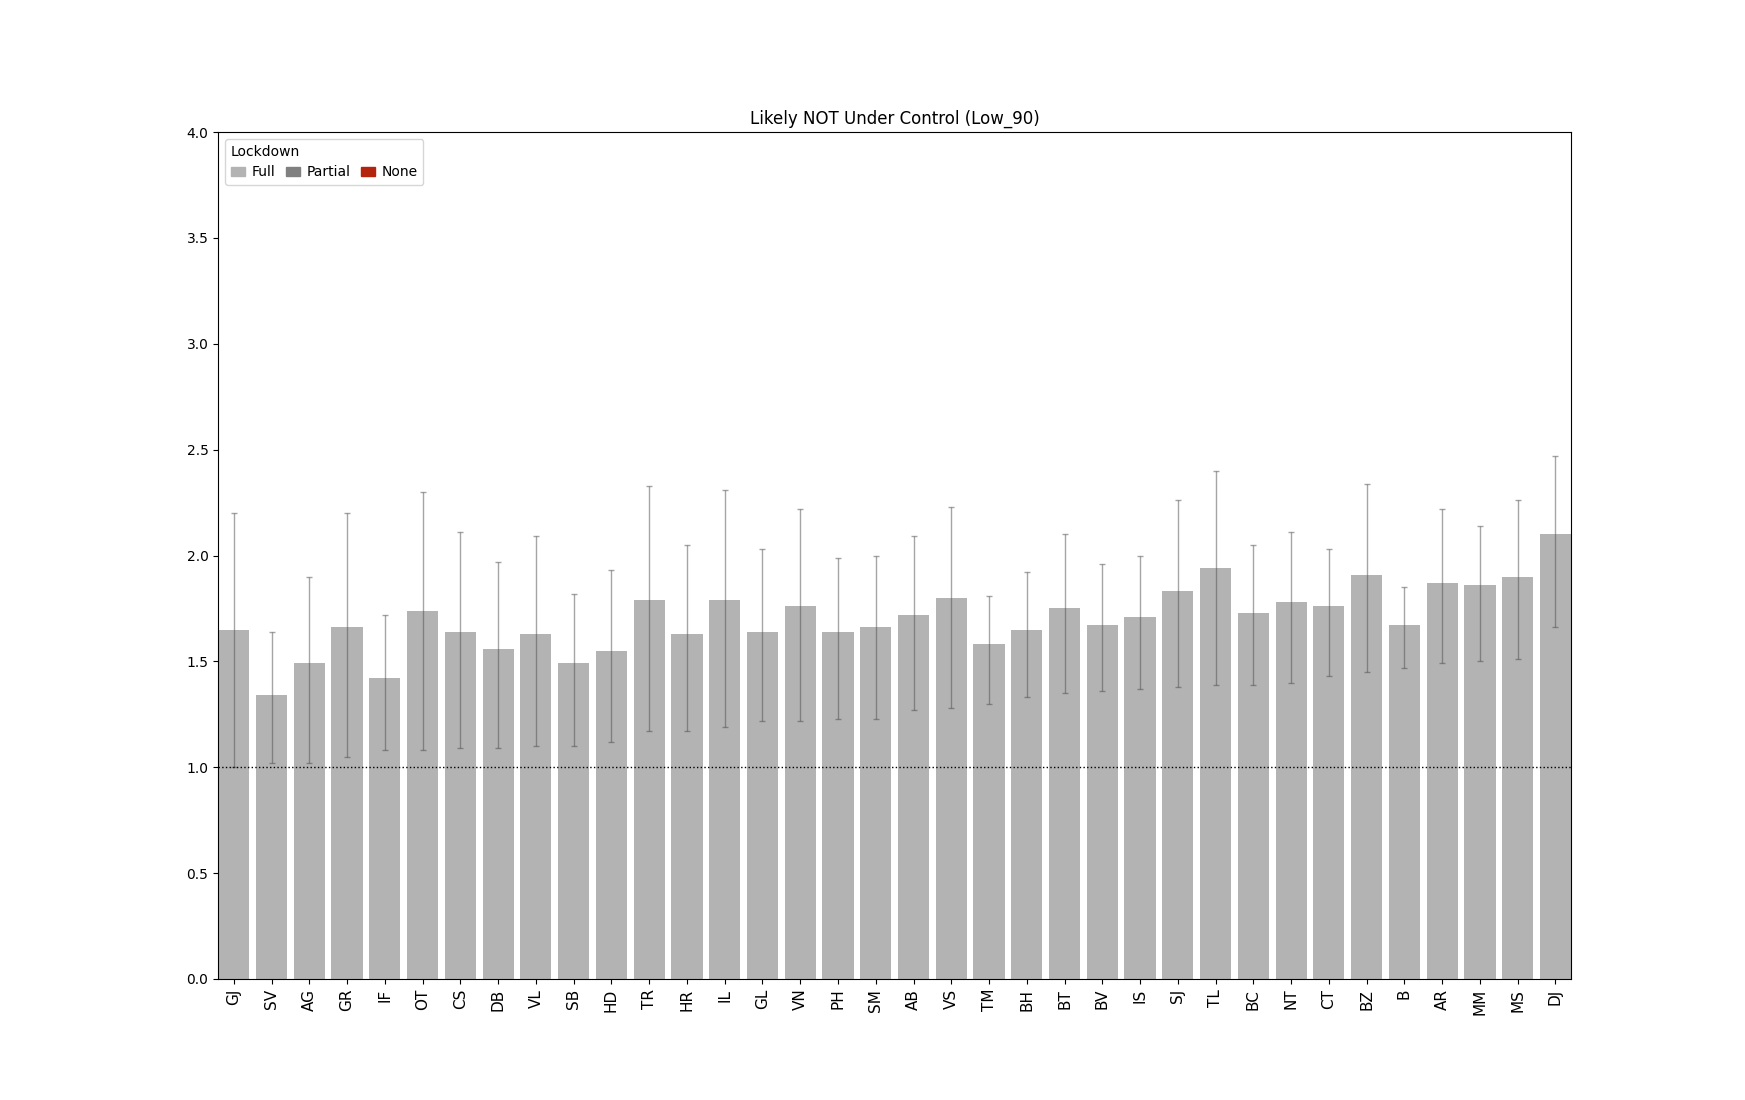 Likely NOT Under Control (Low_90)
Lockdown
Full Partial None
4.0
3.5
3.0
2.5
2.0
1.5
1.0
0.5
0.0
GJ SV AG GR IF OT CS DB VL SB HD TR HR IL GL VN PH SM AB VS TM BH BT BV IS SJ TL BC NT CT BZ B AR MM MS DJ